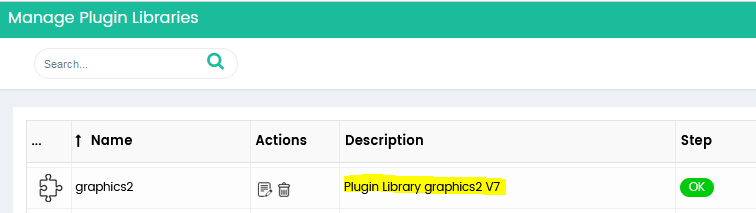 Manage Plugin Libraries
Search...
... Name Actions Description Step
graphics2 Plugin Library graphics2 V7 OK